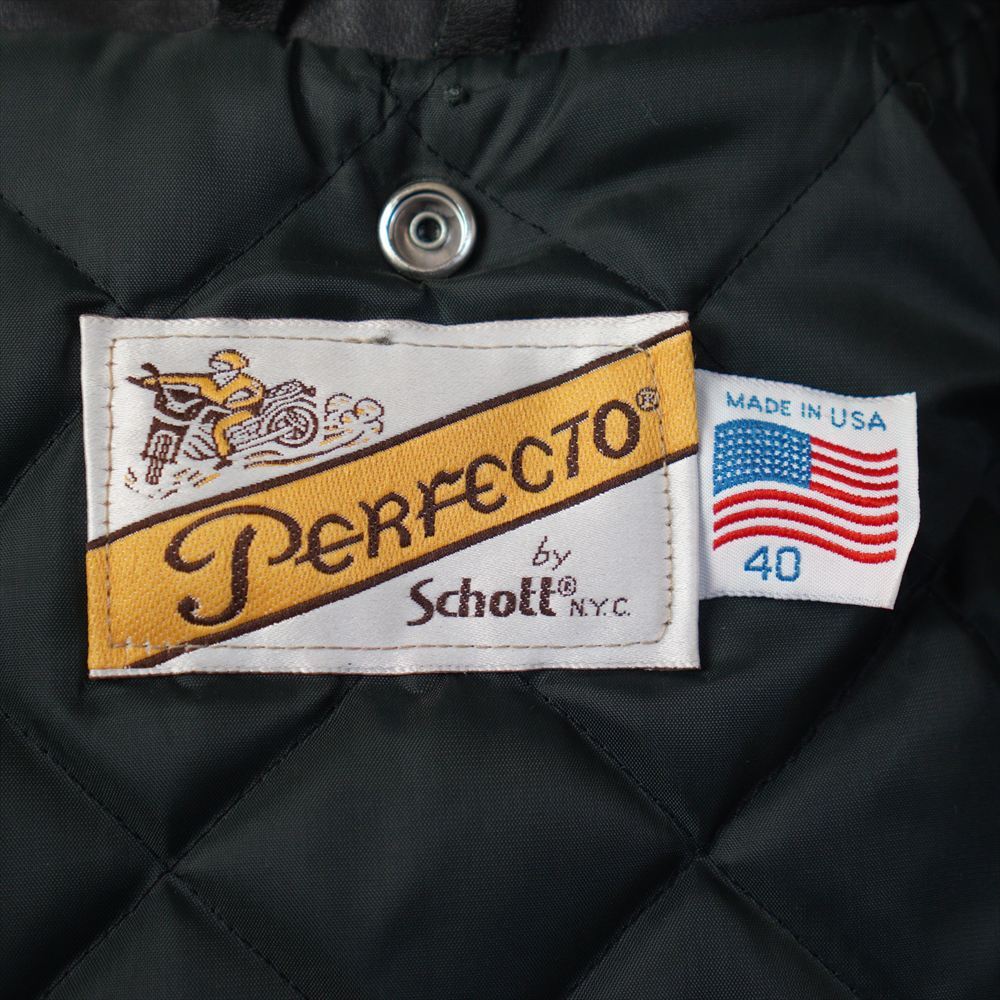 PERFECTO®
by
Schott® N.Y.C.
MADE IN USA
40